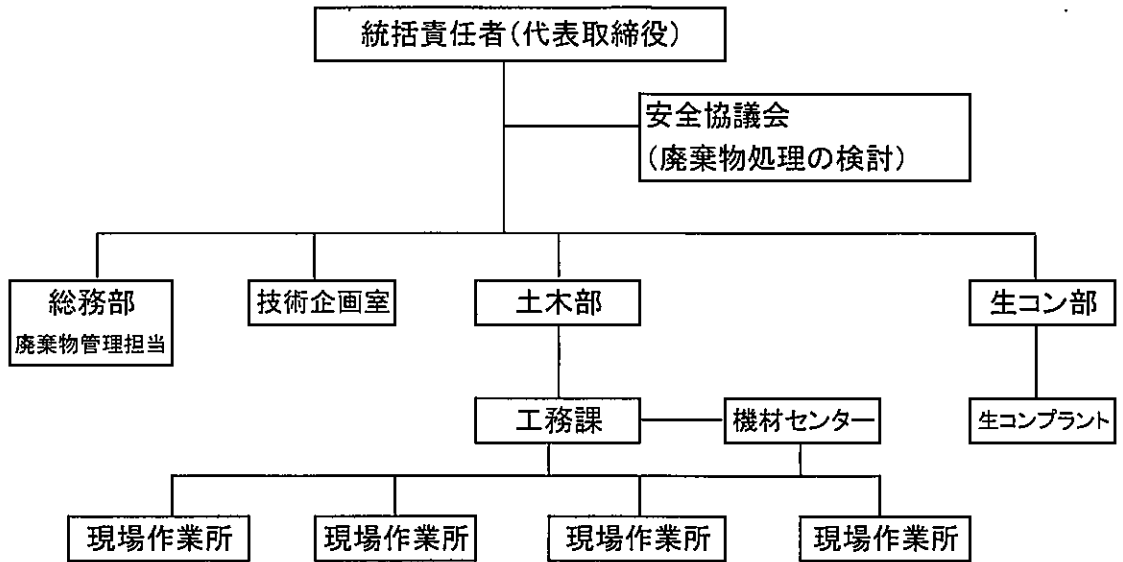 統括責任者(代表取締役)
安全協議会
(廃棄物処理の検討)
総務部
廃棄物管理担当
技術企画室
土木部
生コン部
工務課
機材センター
生コンプラント
現場作業所
現場作業所
現場作業所
現場作業所